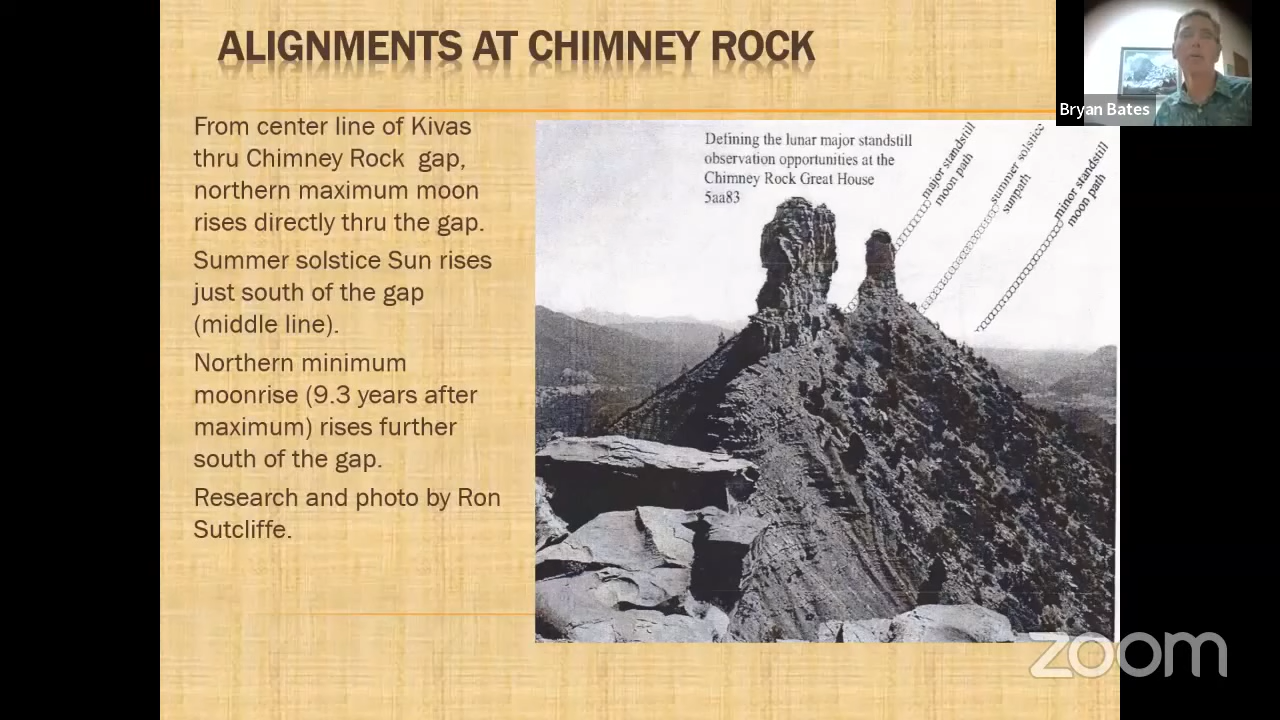 ALIGNMENTS AT CHIMNEY ROCK
Bryan Bates
From center line of Kivas
thru Chimney Rock gap,
northern maximum moon
rises directly thru the gap.
Summer solstice Sun rises
just south of the gap
(middle line).
Northern minimum
moonrise (9.3 years after
maximum) rises further
south of the gap.
Research and photo by Ron
Sutcliffe.
Defining the lunar major standstill
observation opportunities at the
Chimney Rock Great House
5aa83
major standstill
moon path
summer solstice
sunpath
minor standstill
moon path
zoom